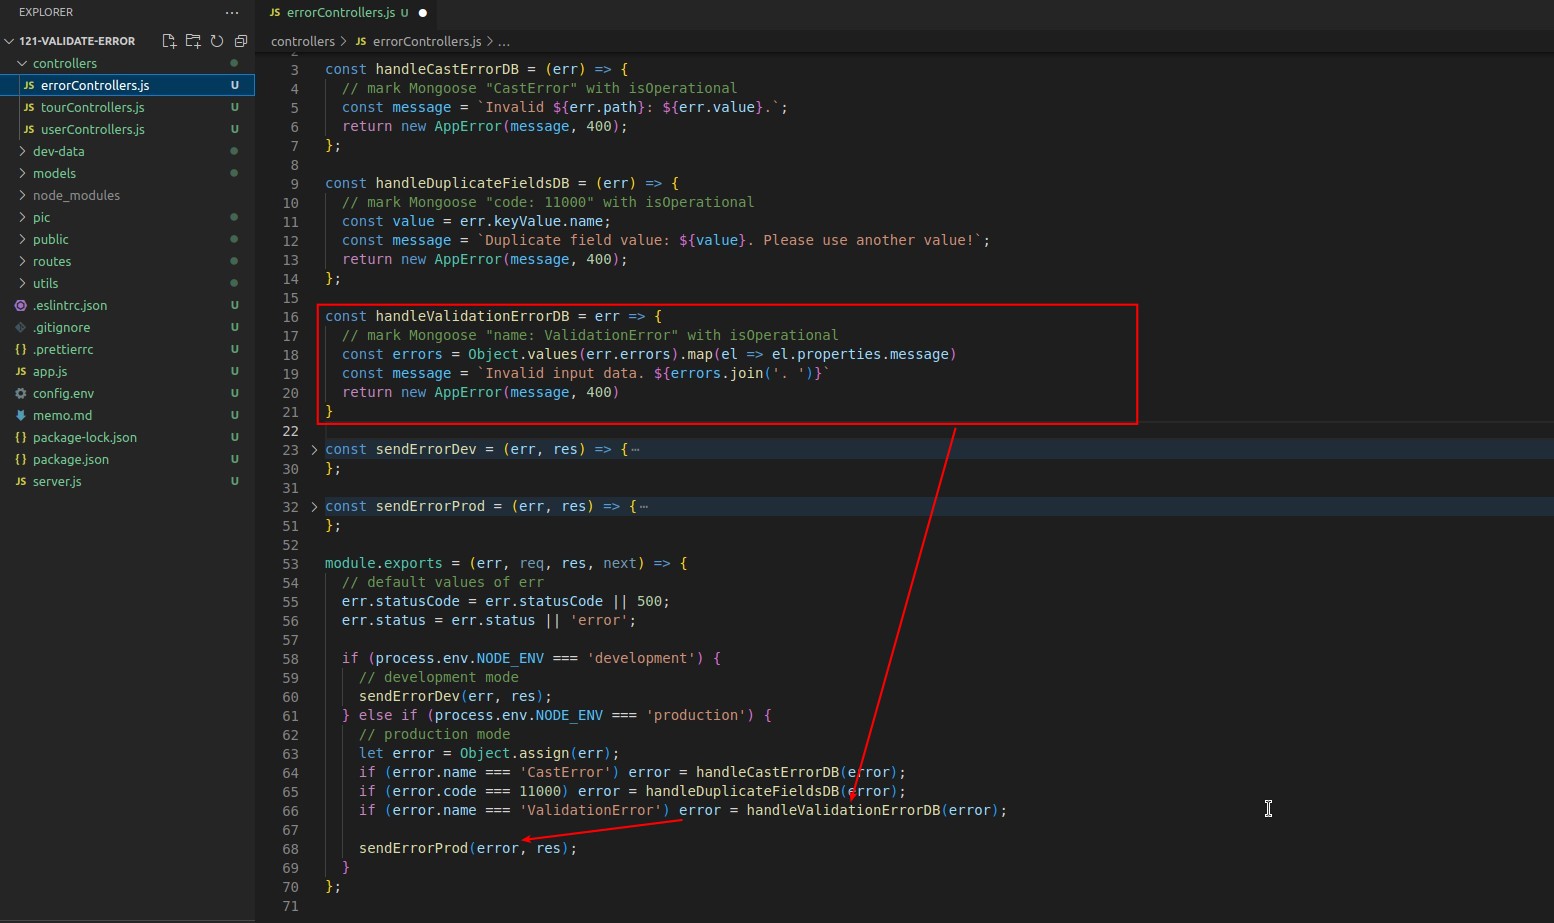 EXPLORER
121-VALIDATE-ERROR
controllers
JS errorControllers.js U
JS tourControllers.js U
JS userControllers.js U
dev-data
models
node_modules
pic
public
routes
utils
.eslintrc.json U
.gitignore U
{} .prettierrc U
JS app.js U
config.env U
memo.md U
{} package-lock.json U
{} package.json U
JS server.js U
JS errorControllers.js U
controllers > JS errorControllers.js > ...
2
3 const handleCastErrorDB = (err) => {
4 // mark Mongoose "CastError" with isOperational
5 const message = `Invalid ${err.path}: ${err.value}.`;
6 return new AppError(message, 400);
7 };
8
9 const handleDuplicateFieldsDB = (err) => {
10 // mark Mongoose "code: 11000" with isOperational
11 const value = err.keyValue.name;
12 const message = `Duplicate field value: ${value}. Please use another value!`;
13 return new AppError(message, 400);
14 };
15
16 const handleValidationErrorDB = err => {
17 // mark Mongoose "name: ValidationError" with isOperational
18 const errors = Object.values(err.errors).map(el => el.properties.message)
19 const message = `Invalid input data. ${errors.join('. ')}`
20 return new AppError(message, 400)
21 }
22
23 const sendErrorDev = (err, res) => {⋯
30 };
31
32 const sendErrorProd = (err, res) => {⋯
51 };
52
53 module.exports = (err, req, res, next) => {
54 // default values of err
55 err.statusCode = err.statusCode || 500;
56 err.status = err.status || 'error';
57
58 if (process.env.NODE_ENV === 'development') {
59 // development mode
60 sendErrorDev(err, res);
61 } else if (process.env.NODE_ENV === 'production') {
62 // production mode
63 let error = Object.assign(err);
64 if (error.name === 'CastError') error = handleCastErrorDB(error);
65 if (error.code === 11000) error = handleDuplicateFieldsDB(error);
66 if (error.name === 'ValidationError') error = handleValidationErrorDB(error);
67
68 sendErrorProd(error, res);
69 }
70 };
71